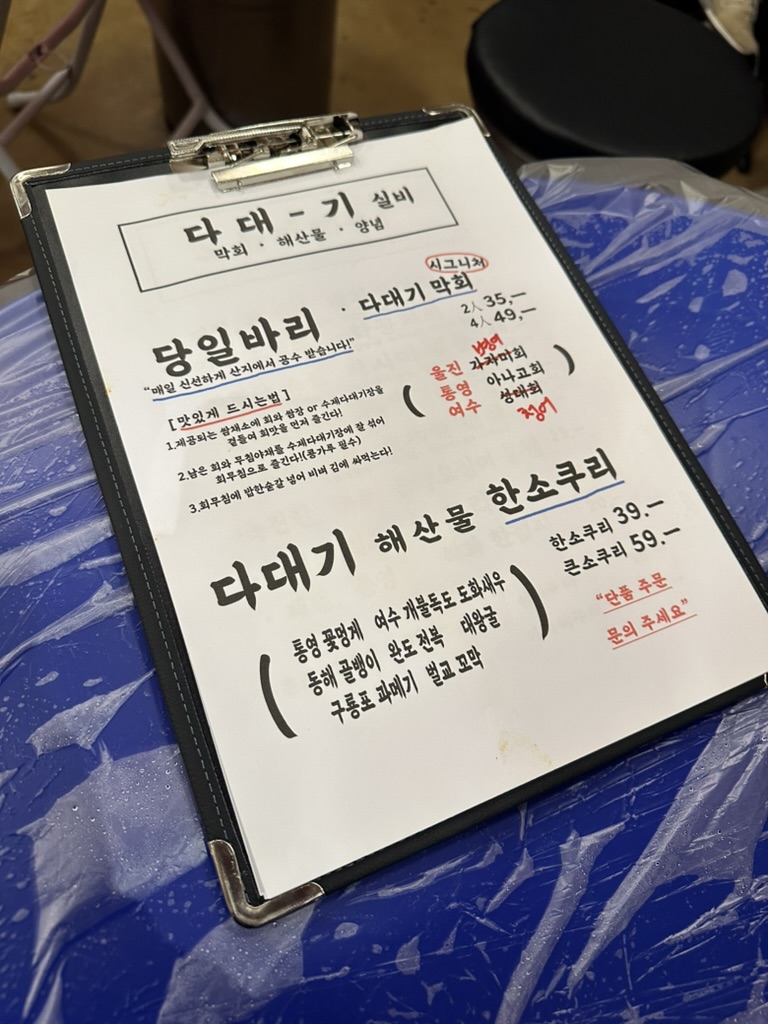 다대-기 실비
막회 · 해산물 · 양념
시그니처
당일바리 · 다대기 막회
2人 35,—
4人 49,—
"매일 신선하게 산지에서 공수 받습니다!"
병어
울진 가자미회
통영 아나고회
여수 성대회
청어
[맛있게 드시는법]
1.제공되는 쌈채소에 회와 쌈장 or 수제다대기장을
곁들여 회맛을 먼저 즐긴다!
2.남은 회와 무침야채를 수제다대기장에 잘 섞어
회무침으로 즐긴다!(콩가루 필수)
3.회무침에 밥한숟갈 넣어 비벼 김에 싸먹는다!
다대기 해산물 한소쿠리
한소쿠리 39.—
큰소쿠리 59.—
"단품 주문
문의 주세요"
통영 꽃멍게 여수 개불 독도 도화새우
동해 골뱅이 완도 전복 대왕굴
구룡포 과메기 벌교 꼬막